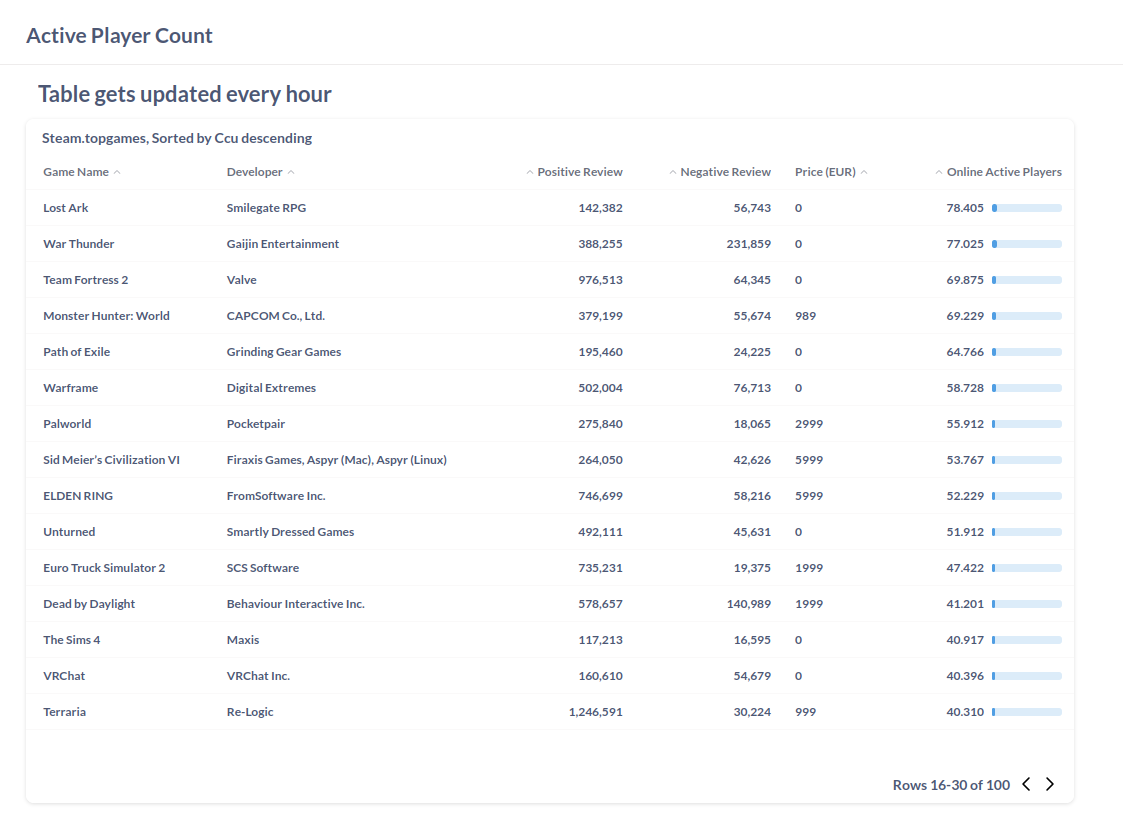 Active Player Count
Table gets updated every hour
Steam.topgames, Sorted by Ccu descending
Game Name Developer Positive Review Negative Review Price (EUR) Online Active Players
Lost Ark Smilegate RPG 142,382 56,743 0 78.405
War Thunder Gaijin Entertainment 388,255 231,859 0 77.025
Team Fortress 2 Valve 976,513 64,345 0 69.875
Monster Hunter: World CAPCOM Co., Ltd. 379,199 55,674 989 69.229
Path of Exile Grinding Gear Games 195,460 24,225 0 64.766
Warframe Digital Extremes 502,004 76,713 0 58.728
Palworld Pocketpair 275,840 18,065 2999 55.912
Sid Meier’s Civilization VI Firaxis Games, Aspyr (Mac), Aspyr (Linux) 264,050 42,626 5999 53.767
ELDEN RING FromSoftware Inc. 746,699 58,216 5999 52.229
Unturned Smartly Dressed Games 492,111 45,631 0 51.912
Euro Truck Simulator 2 SCS Software 735,231 19,375 1999 47.422
Dead by Daylight Behaviour Interactive Inc. 578,657 140,989 1999 41.201
The Sims 4 Maxis 117,213 16,595 0 40.917
VRChat VRChat Inc. 160,610 54,679 0 40.396
Terraria Re-Logic 1,246,591 30,224 999 40.310
Rows 16-30 of 100